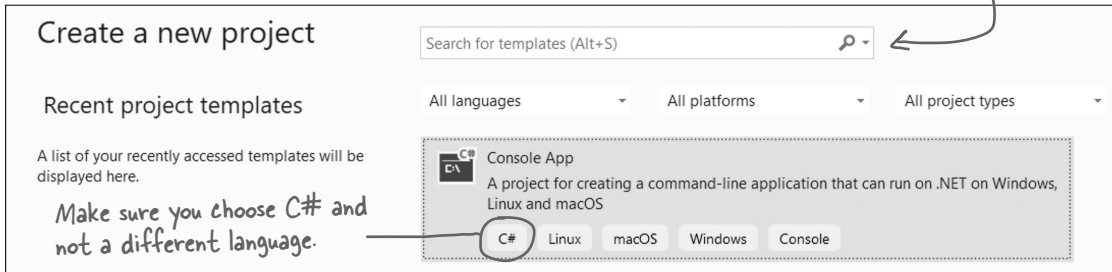 Create a new project
Search for templates (Alt+S)
Recent project templates
All languages
All platforms
All project types
A list of your recently accessed templates will be
displayed here.
C#
C:\
Console App
A project for creating a command-line application that can run on .NET on Windows,
Linux and macOS
C# Linux macOS Windows Console
Make sure you choose C# and
not a different language.